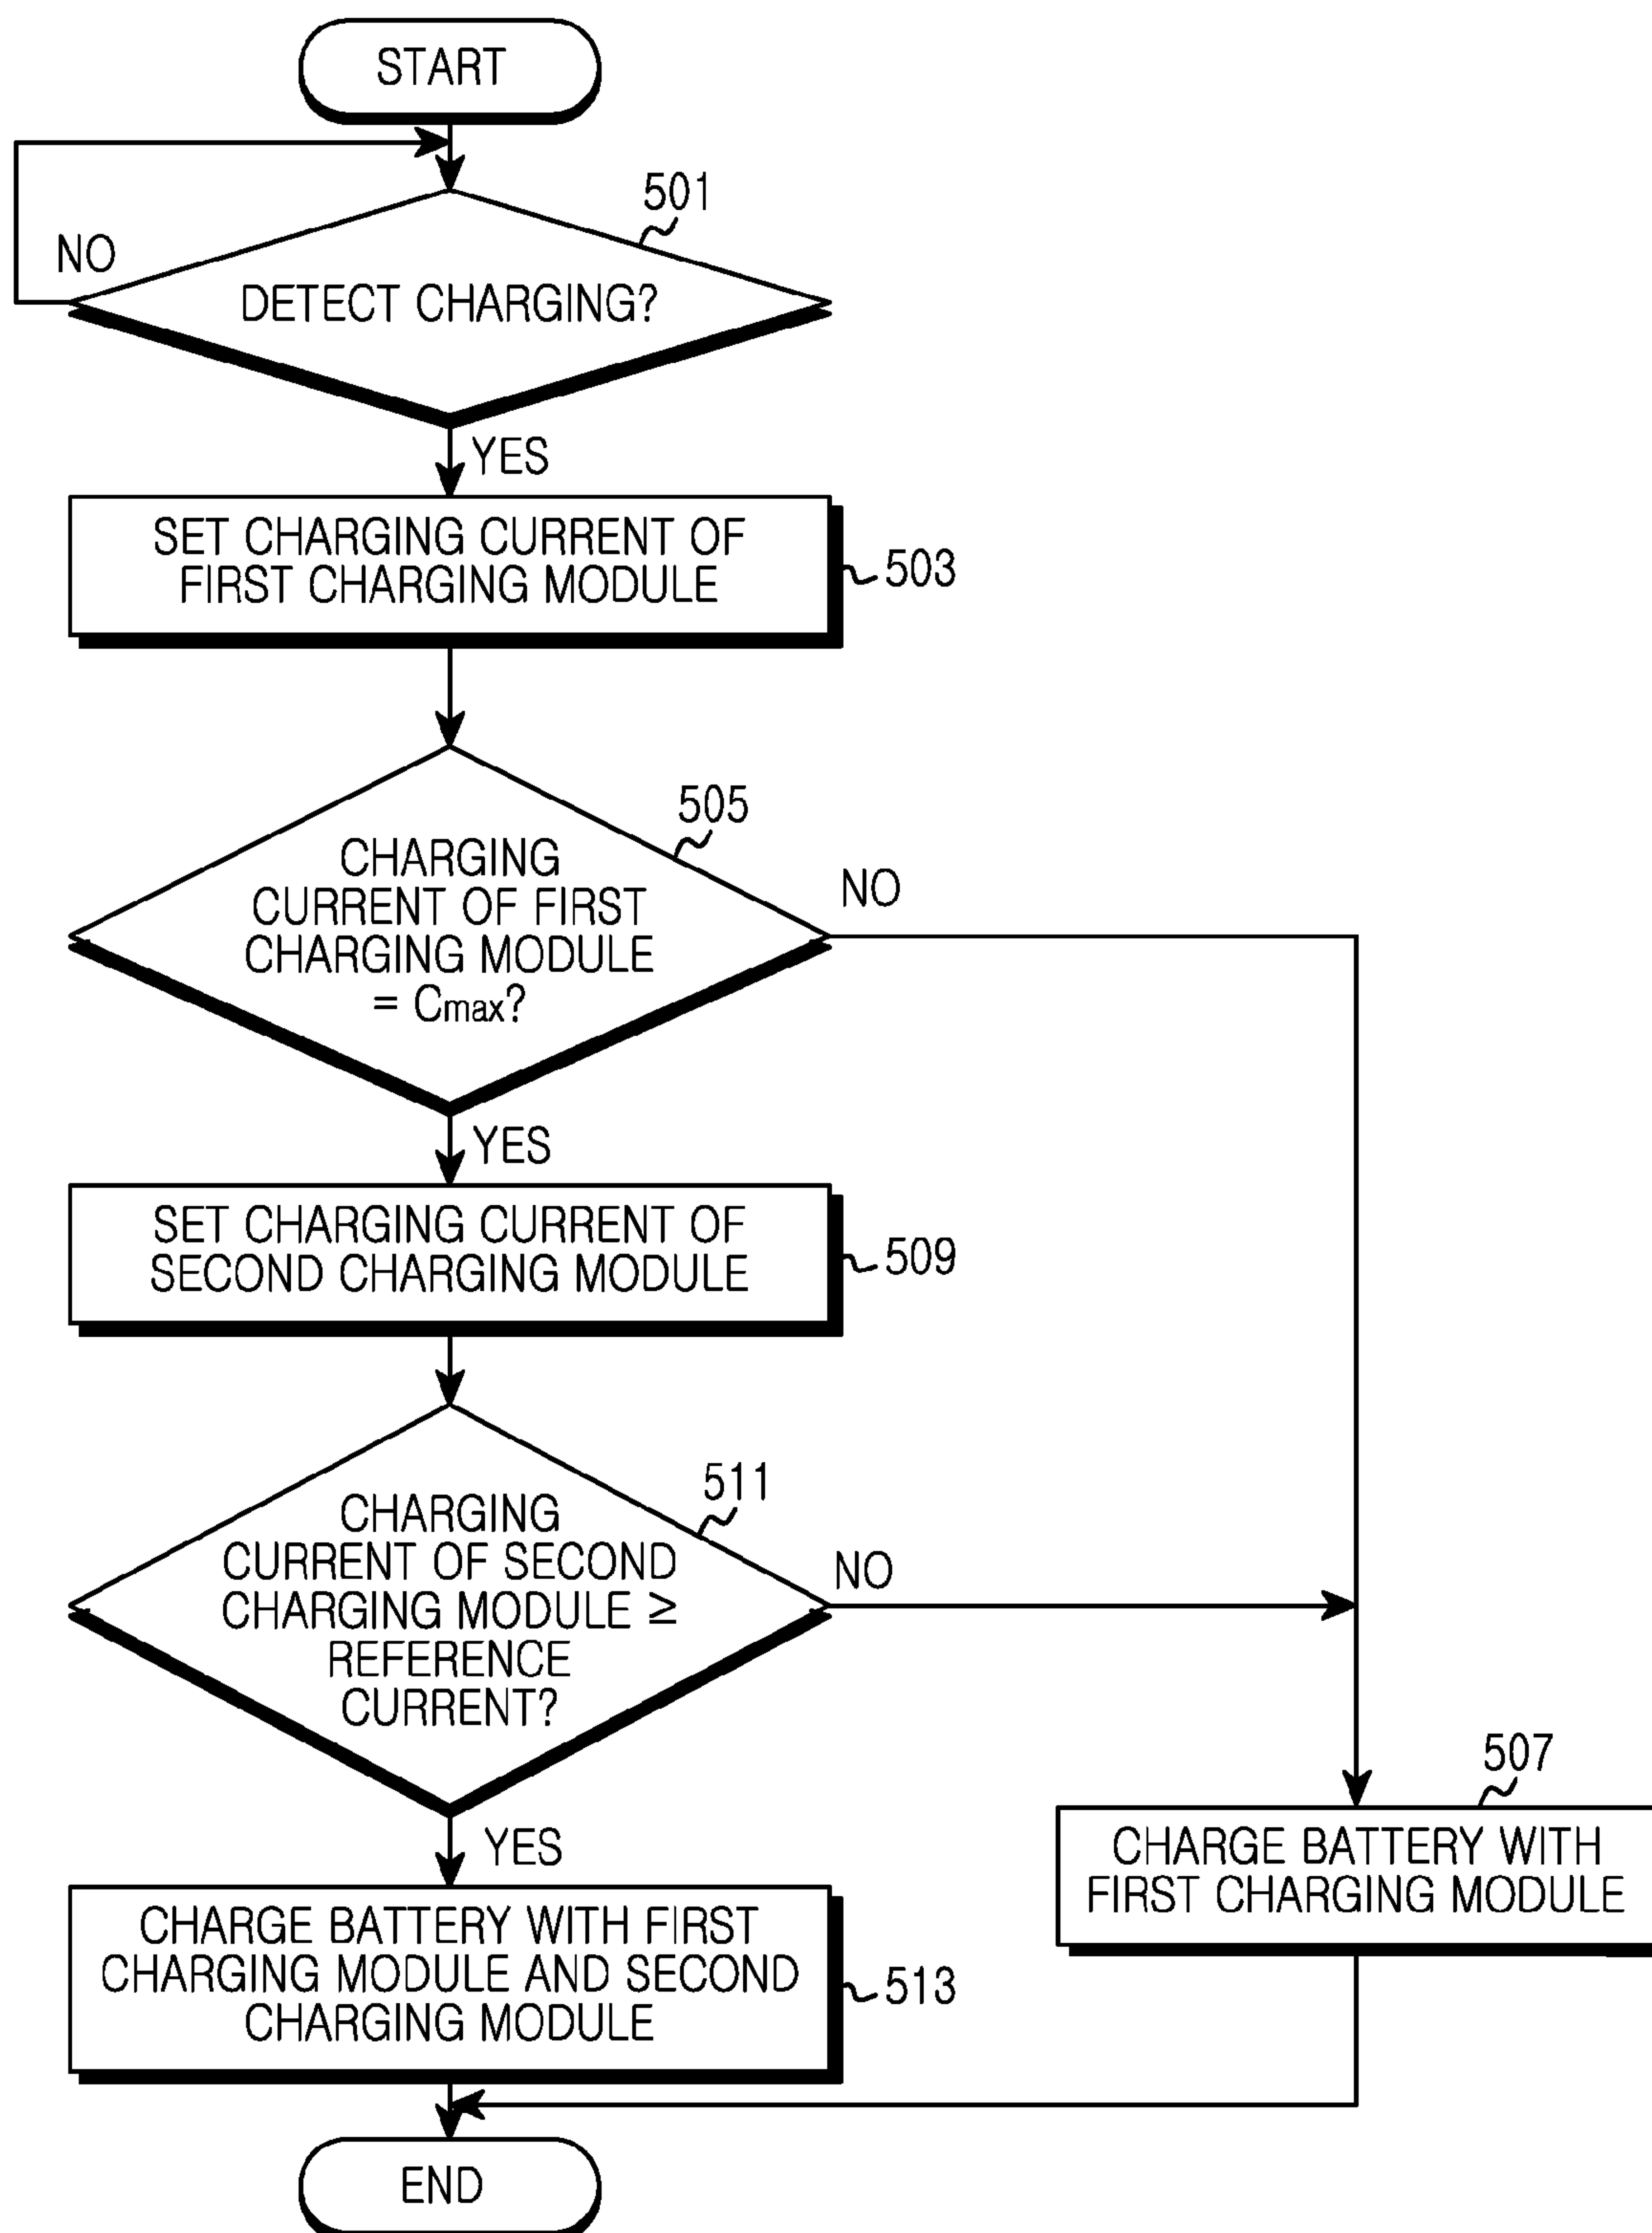 START
501
NO
DETECT CHARGING?
YES
SET CHARGING CURRENT OF
FIRST CHARGING MODULE
503
505
CHARGING
CURRENT OF FIRST
CHARGING MODULE
= Cmax?
NO
YES
SET CHARGING CURRENT OF
SECOND CHARGING MODULE
509
511
CHARGING
CURRENT OF SECOND
CHARGING MODULE ≥
REFERENCE
CURRENT?
NO
YES
507
CHARGE BATTERY WITH
FIRST CHARGING MODULE
CHARGE BATTERY WITH FIRST
CHARGING MODULE AND SECOND
CHARGING MODULE
513
END